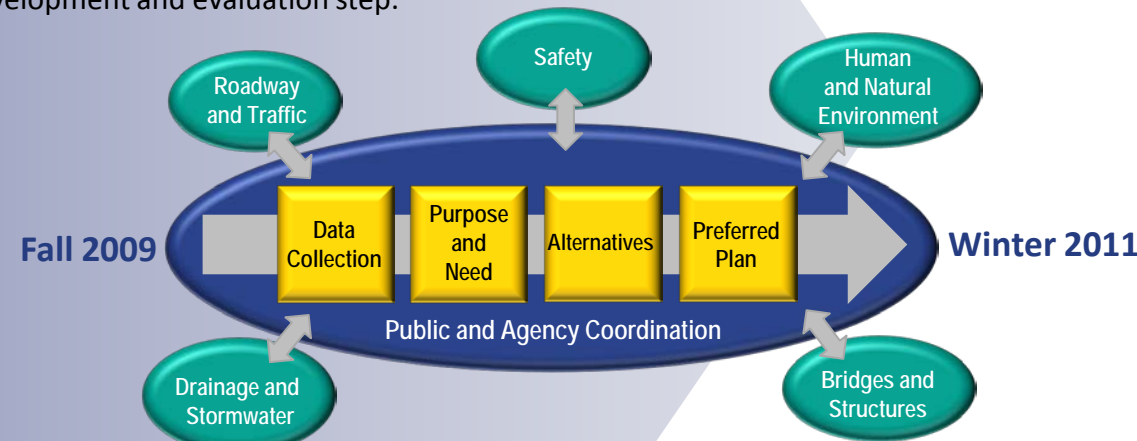 velopment and evaluation step.
Safety
Human
and Natural
Environment
Roadway
and Traffic
Fall 2009
Data
Collection
Purpose
and
Need
Alternatives
Preferred
Plan
Winter 2011
Public and Agency Coordination
Drainage and
Stormwater
Bridges and
Structures